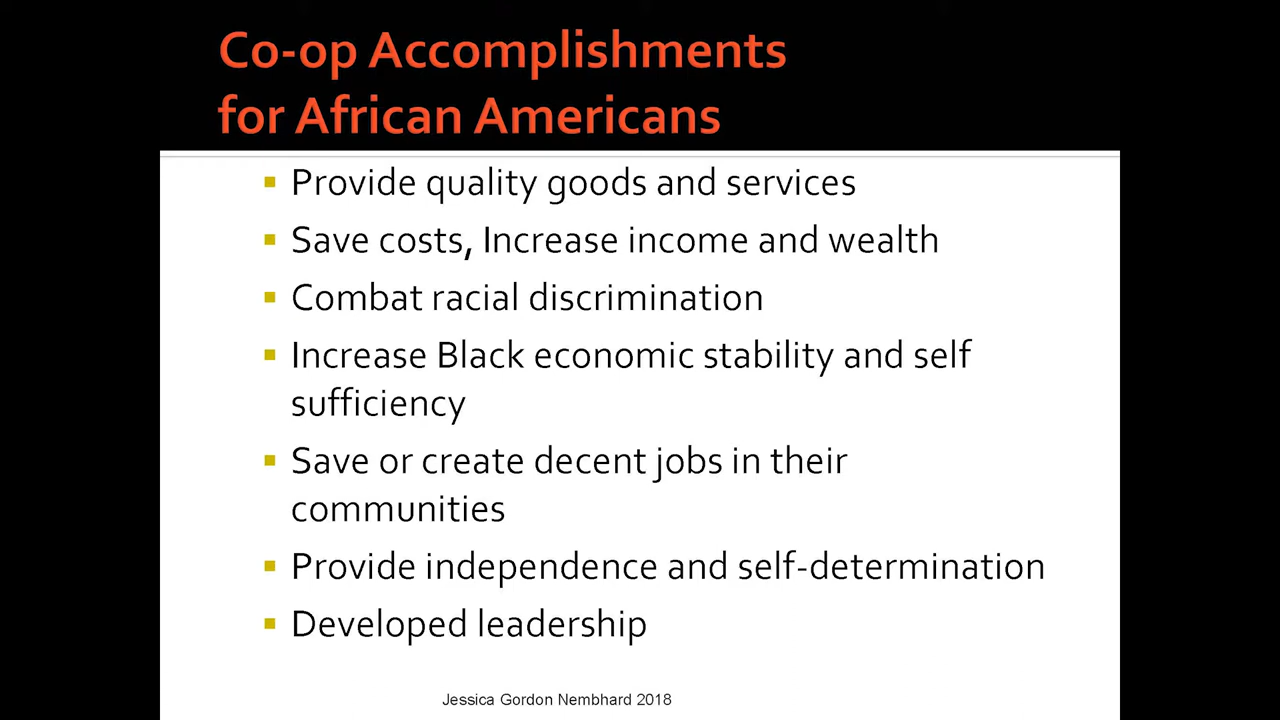 Co-op Accomplishments
for African Americans
Provide quality goods and services
Save costs, Increase income and wealth
Combat racial discrimination
Increase Black economic stability and self
sufficiency
Save or create decent jobs in their
communities
Provide independence and self-determination
Developed leadership
Jessica Gordon Nembhard 2018